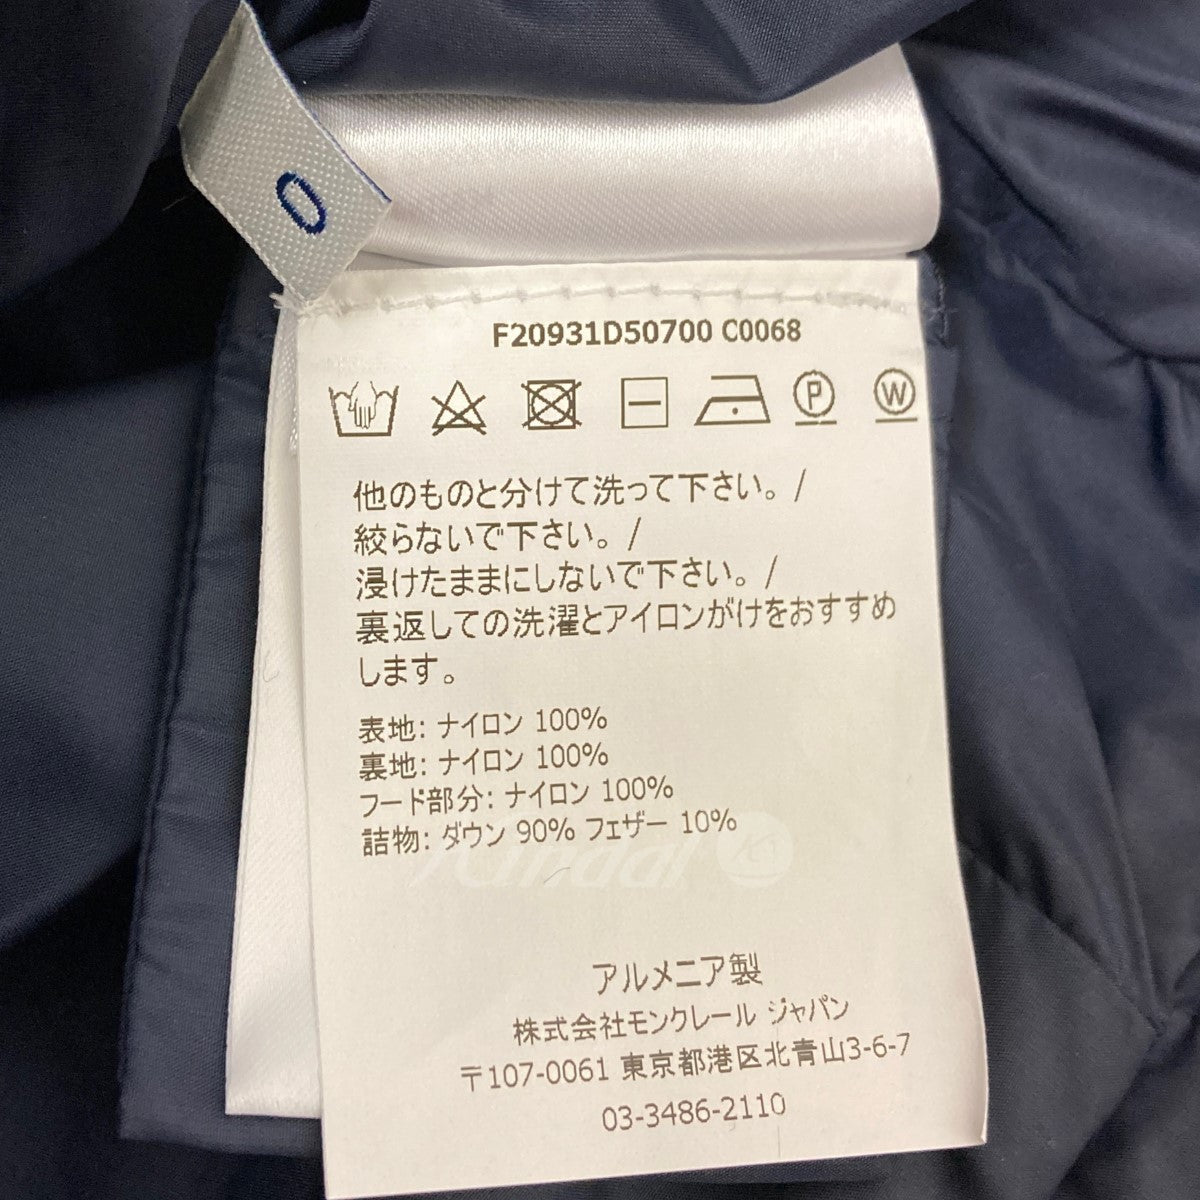 0
F20931D50700 C0068
P W
他のものと分けて洗って下さい。/
絞らないで下さい。/
浸けたままにしないで下さい。/
裏返しての洗濯とアイロンがけをおすすめ
します。
表地: ナイロン 100%
裏地: ナイロン 100%
フード部分: ナイロン 100%
詰物: ダウン 90% フェザー 10%
kindal
アルメニア製
株式会社モンクレール ジャパン
〒107-0061 東京都港区北青山3-6-7
03-3486-2110